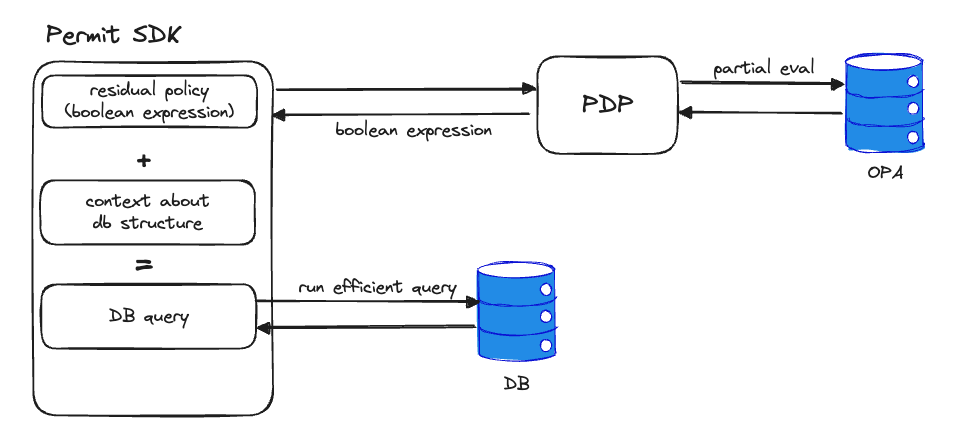 Permit SDK
residual policy
(boolean expression)
+
context about
db structure
=
DB query
boolean expression
PDP
partial eval
OPA
run efficient query
DB